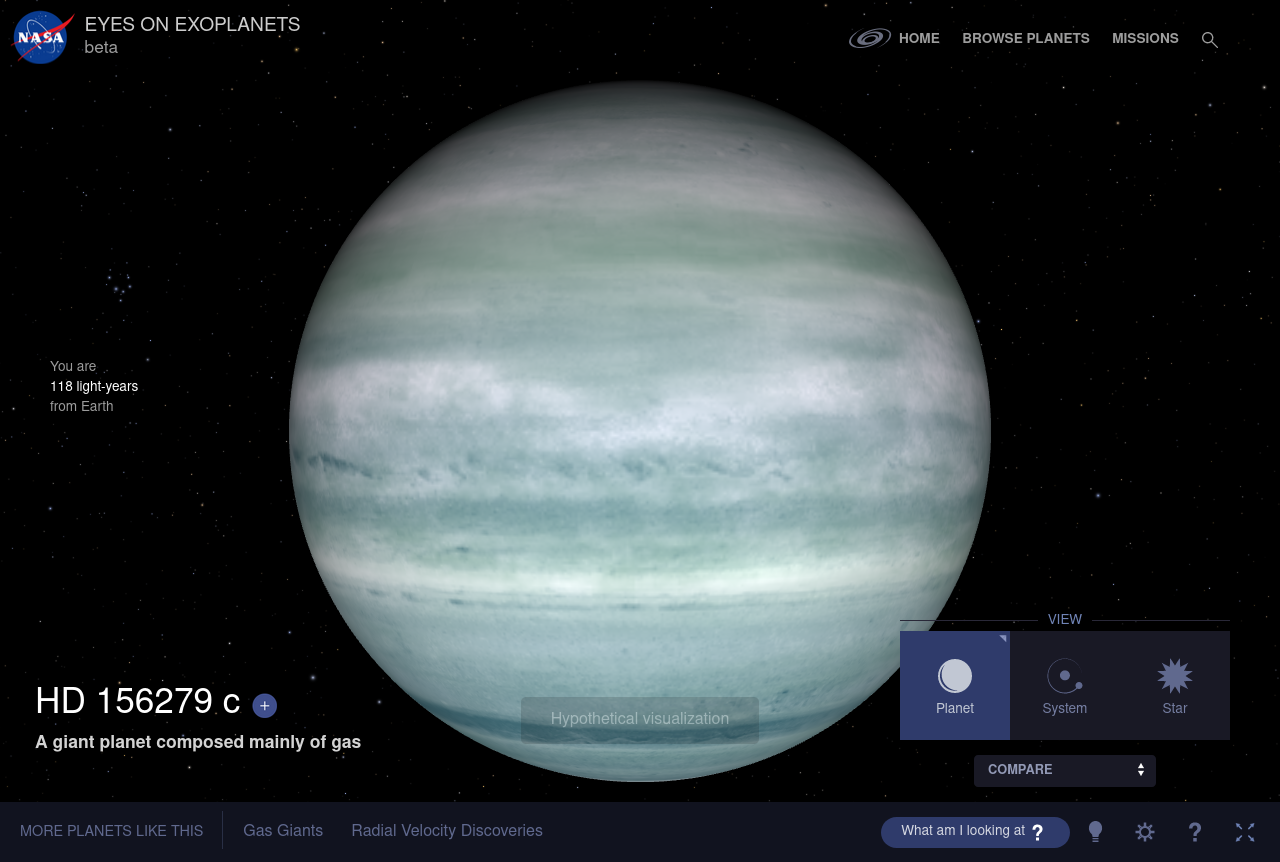 NASA
EYES ON EXOPLANETS
beta
HOME
BROWSE PLANETS
MISSIONS
You are
118 light-years
from Earth
VIEW
Planet
System
Star
HD 156279 c +
A giant planet composed mainly of gas
Hypothetical visualization
COMPARE
MORE PLANETS LIKE THIS
Gas Giants
Radial Velocity Discoveries
What am I looking at ?
?